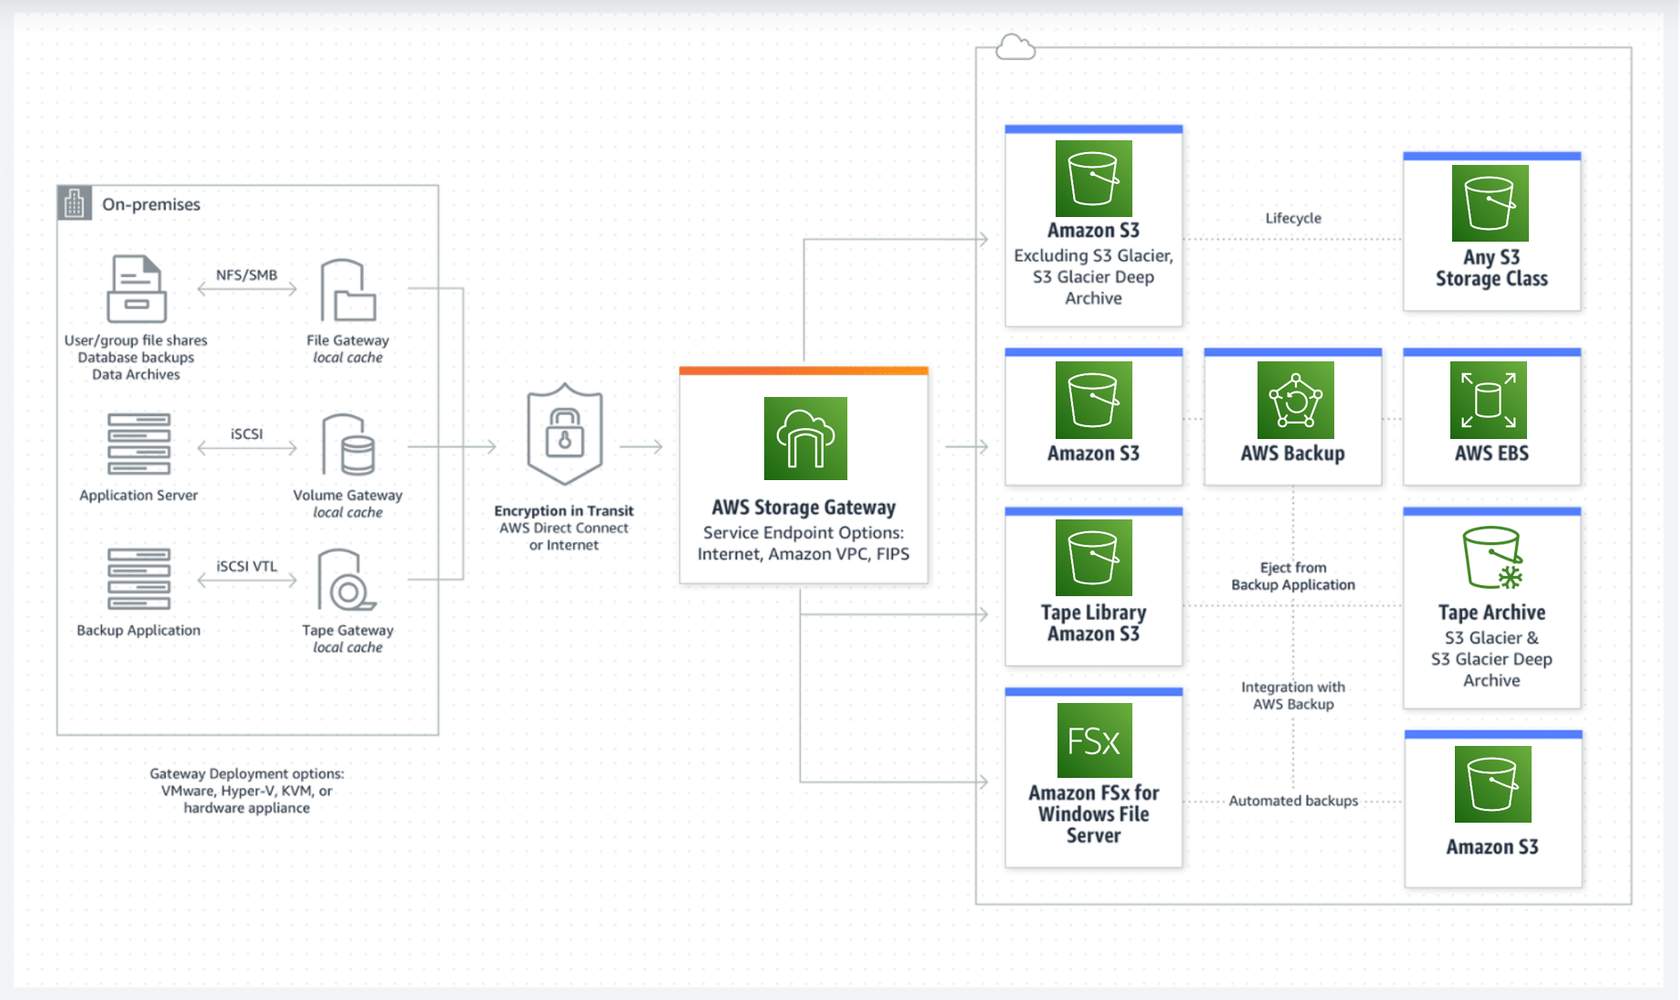 On-premises
NFS/SMB
User/group file shares
Database backups
Data Archives
File Gateway
local cache
iSCSI
Application Server
Volume Gateway
local cache
iSCSI VTL
Backup Application
Tape Gateway
local cache
Gateway Deployment options:
VMware, Hyper-V, KVM, or
hardware appliance
Encryption in Transit
AWS Direct Connect
or Internet
AWS Storage Gateway
Service Endpoint Options:
Internet, Amazon VPC, FIPS
Amazon S3
Excluding S3 Glacier,
S3 Glacier Deep
Archive
Lifecycle
Any S3
Storage Class
Amazon S3
AWS Backup
AWS EBS
Tape Library
Amazon S3
Eject from
Backup Application
Tape Archive
S3 Glacier &
S3 Glacier Deep
Archive
Integration with
AWS Backup
FSx
Amazon FSx for
Windows File
Server
Automated backups
Amazon S3